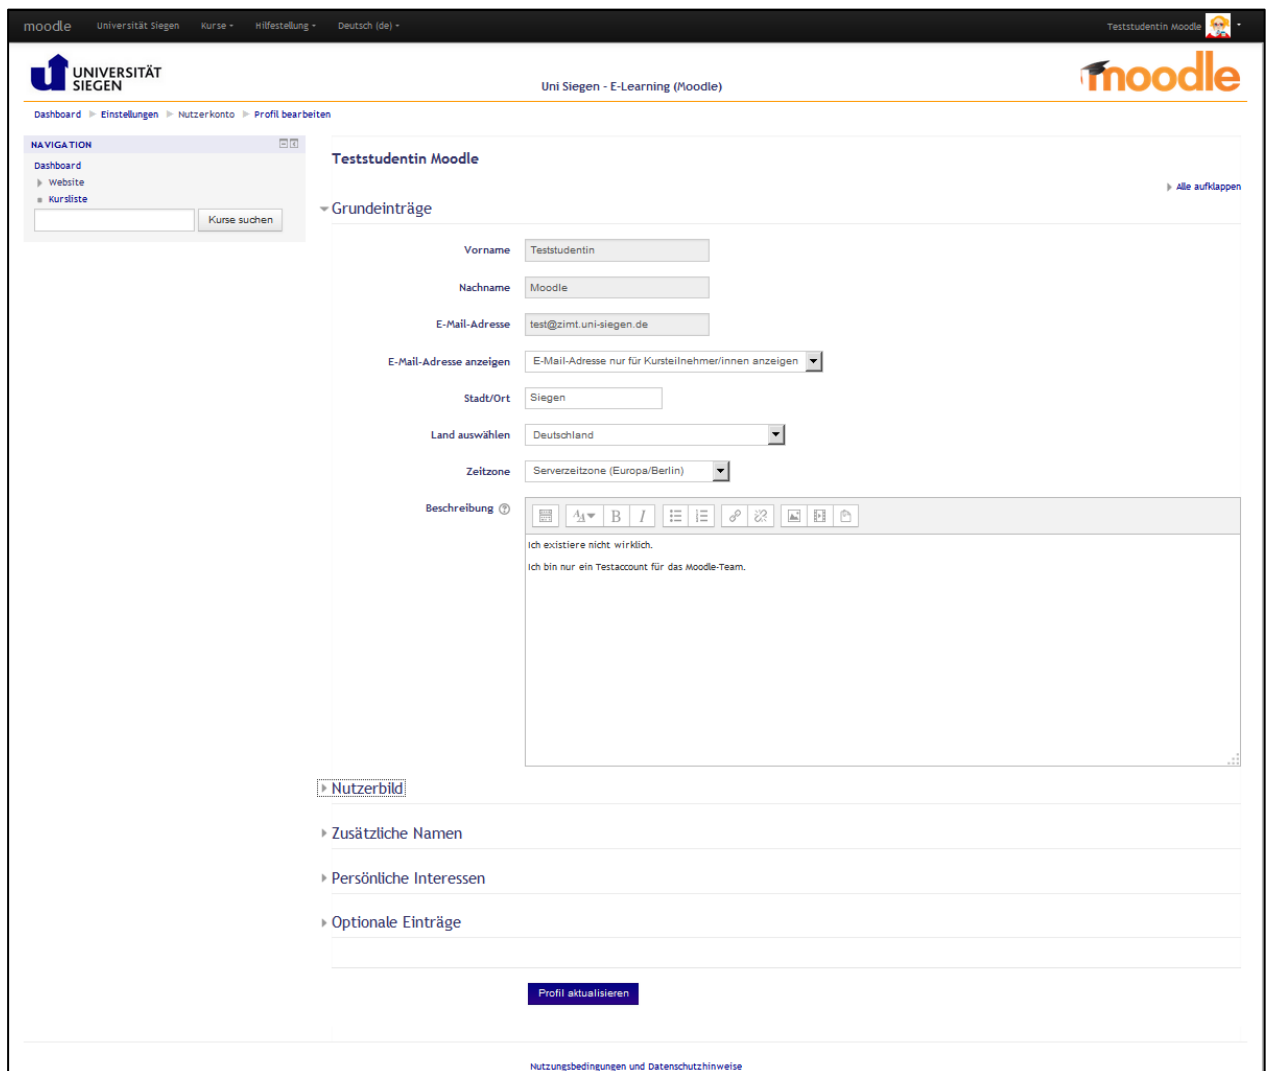 moodle Universität Siegen Kurse Hilfestellung Deutsch (de) Teststudentin Moodle
UNIVERSITÄT
SIEGEN
Uni Siegen - E-Learning (Moodle)
moodle
Dashboard Einstellungen Nutzerkonto Profil bearbeiten
NAVIGATION
Dashboard
Website
Kursliste
Kurse suchen
Teststudentin Moodle
Alle aufklappen
Grundeinträge
Vorname Teststudentin
Nachname Moodle
E-Mail-Adresse test@zimt.uni-siegen.de
E-Mail-Adresse anzeigen E-Mail-Adresse nur für Kursteilnehmer/innen anzeigen
Stadt/Ort Siegen
Land auswählen Deutschland
Zeitzone Serverzeitzone (Europa/Berlin)
Beschreibung
B I
Ich existiere nicht wirklich.
Ich bin nur ein Testaccount für das Moodle-Team.
Nutzerbild
Zusätzliche Namen
Persönliche Interessen
Optionale Einträge
Profil aktualisieren
Nutzungsbedingungen und Datenschutzhinweise